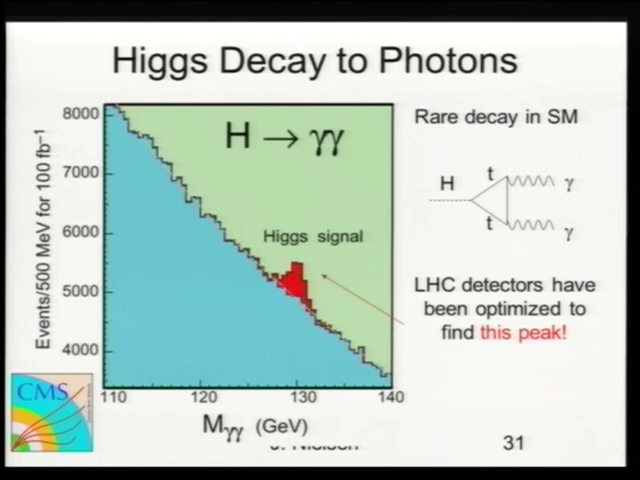 Higgs Decay to Photons
Events/500 MeV for 100 fb⁻¹
8000
7000
6000
5000
4000
H → γγ
Higgs signal
110
120
130
140
Mγγ (GeV)
Rare decay in SM
H
t
γ
t
γ
LHC detectors have
been optimized to
find this peak!
CMS
J. Nielsen
31